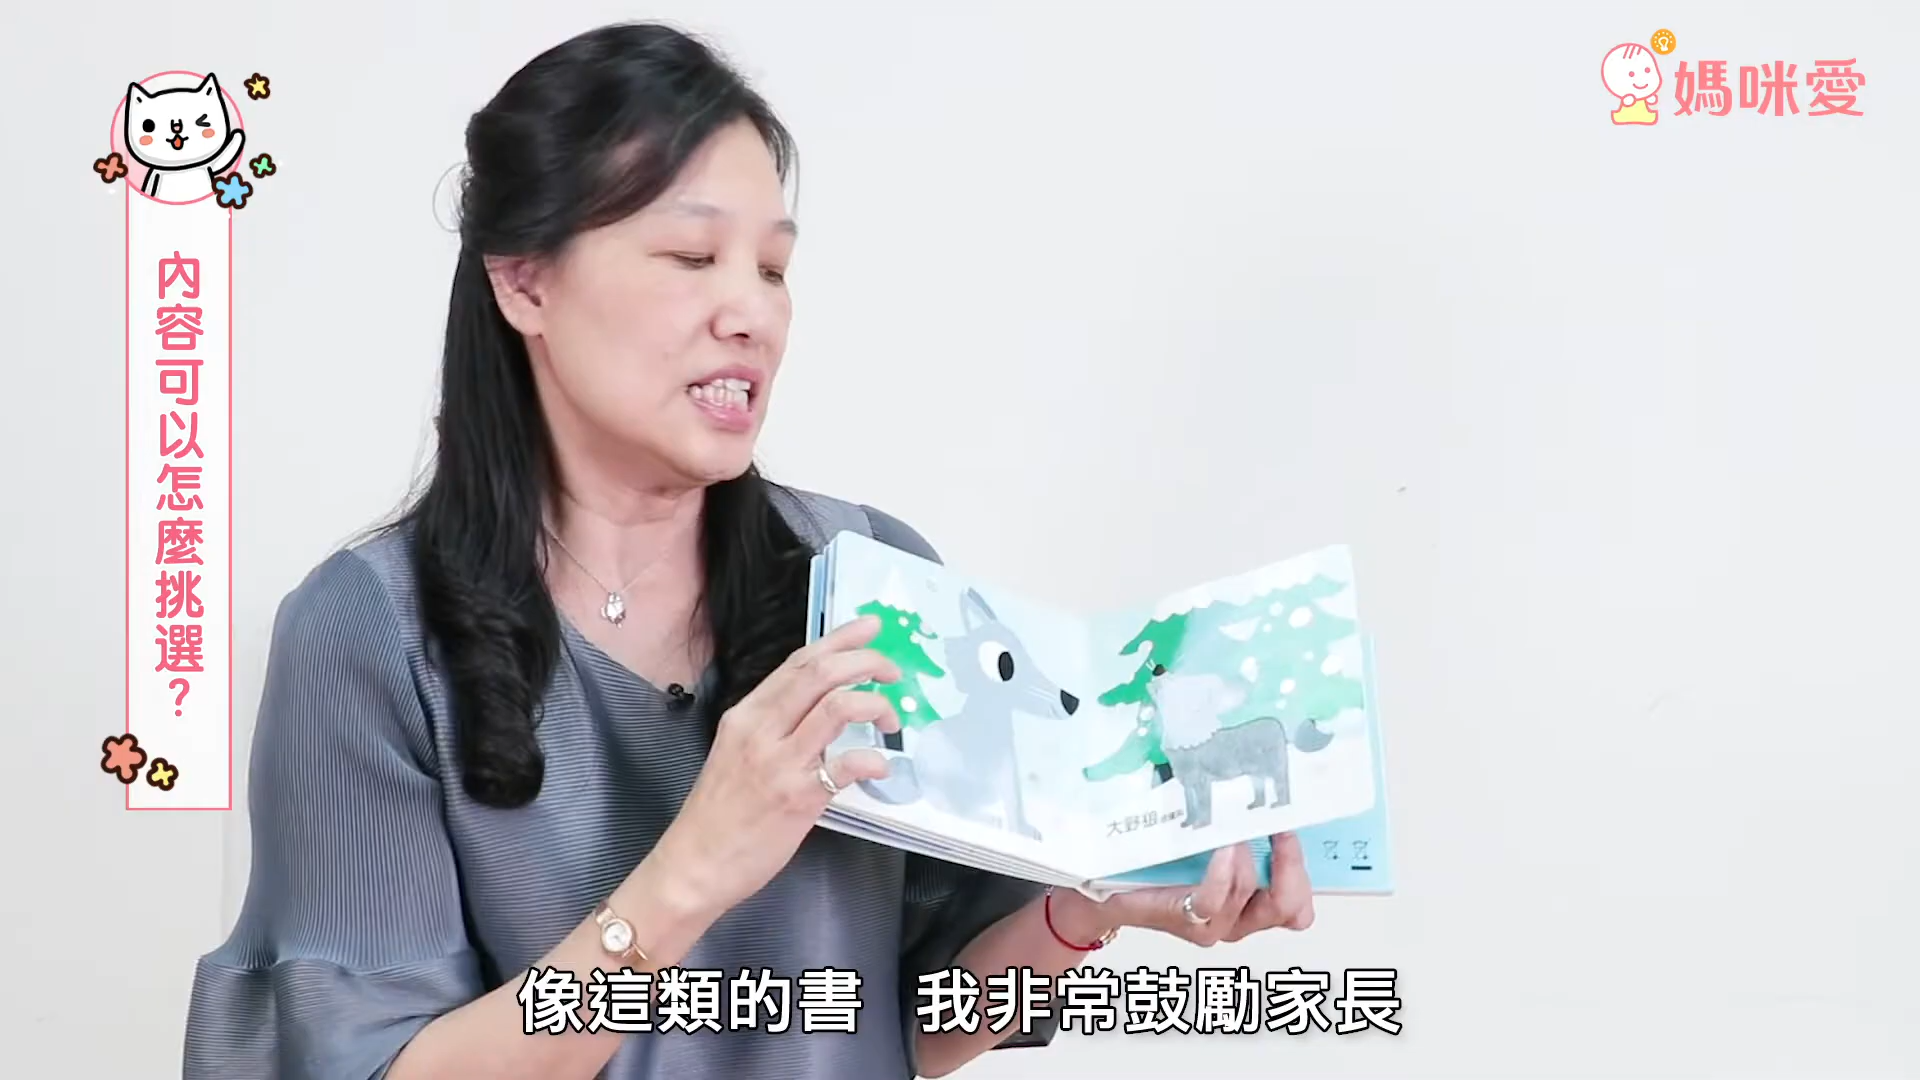 媽咪愛
內容可以怎麼挑選?
大野狼
像這類的書 我非常鼓勵家長